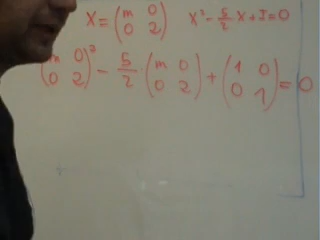 X = (m 0; 0 2)   X² - 5/2 X + I = 0
(m 0; 0 2)² - 5/2 (m 0; 0 2) + (1 0; 0 1) = 0